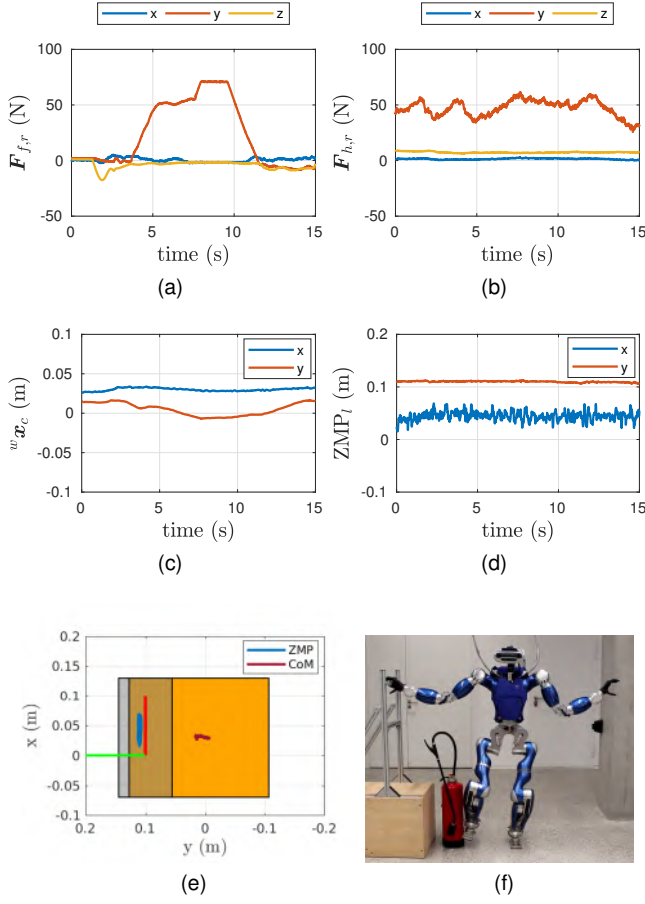 x y z
x y z
100
50
0
-50
F f,r (N)
0 5 10 15
time (s)
(a)
100
50
0
-50
F h,r (N)
0 5 10 15
time (s)
(b)
0.1
0.05
0
-0.05
-0.1
w x c (m)
x
y
0 5 10 15
time (s)
(c)
0.2
0.1
0
-0.1
ZMP l (m)
x
y
0 5 10 15
time (s)
(d)
0.2
0.15
0.1
0.05
0
-0.05
-0.1
x (m)
ZMP
CoM
0.2 0.1 0 -0.1 -0.2
y (m)
(e)
(f)